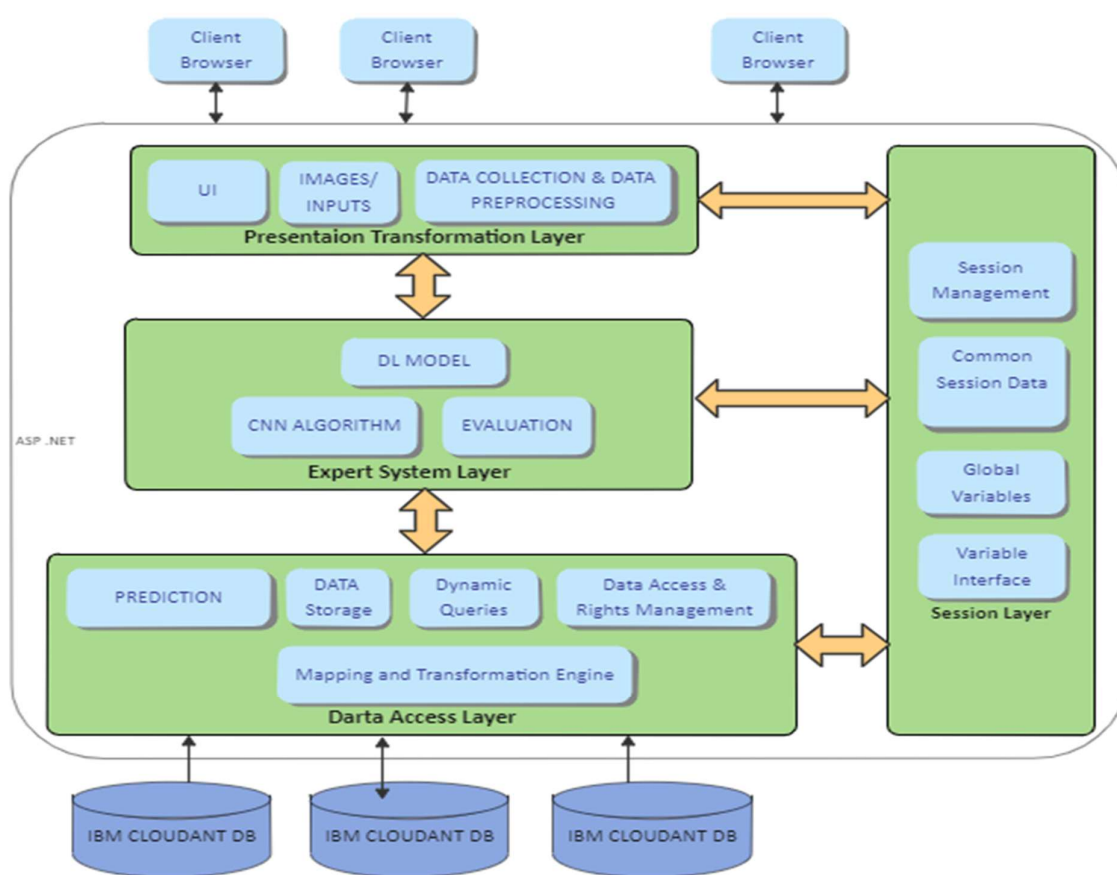 Client
Browser
Client
Browser
Client
Browser
UI
IMAGES/
INPUTS
DATA COLLECTION & DATA
PREPROCESSING
Presentaion Transformation Layer
DL MODEL
CNN ALGORITHM
EVALUATION
Expert System Layer
ASP .NET
PREDICTION
DATA
Storage
Dynamic
Queries
Data Access &
Rights Management
Mapping and Transformation Engine
Darta Access Layer
Session
Management
Common
Session Data
Global
Variables
Variable
Interface
Session Layer
IBM CLOUDANT DB
IBM CLOUDANT DB
IBM CLOUDANT DB